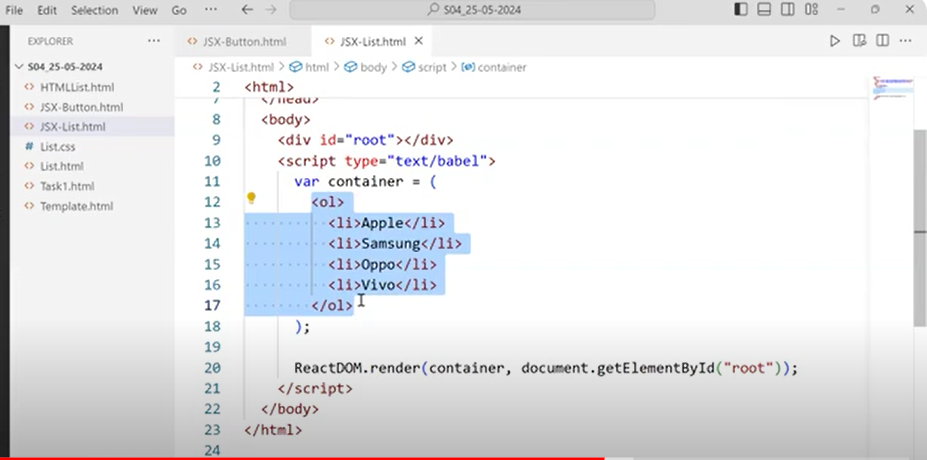 File Edit Selection View Go ··· S04_25-05-2024
EXPLORER ···
S04_25-05-2024
HTMLList.html
JSX-Button.html
JSX-List.html
List.css
List.html
Task1.html
Template.html
JSX-Button.html JSX-List.html
JSX-List.html > html > body > script > container
2 <html>
7 </head>
8 <body>
9 <div id="root"></div>
10 <script type="text/babel">
11 var container = (
12 <ol>
13 <li>Apple</li>
14 <li>Samsung</li>
15 <li>Oppo</li>
16 <li>Vivo</li>
17 </ol>
18 );
19
20 ReactDOM.render(container, document.getElementById("root"));
21 </script>
22 </body>
23 </html>
24